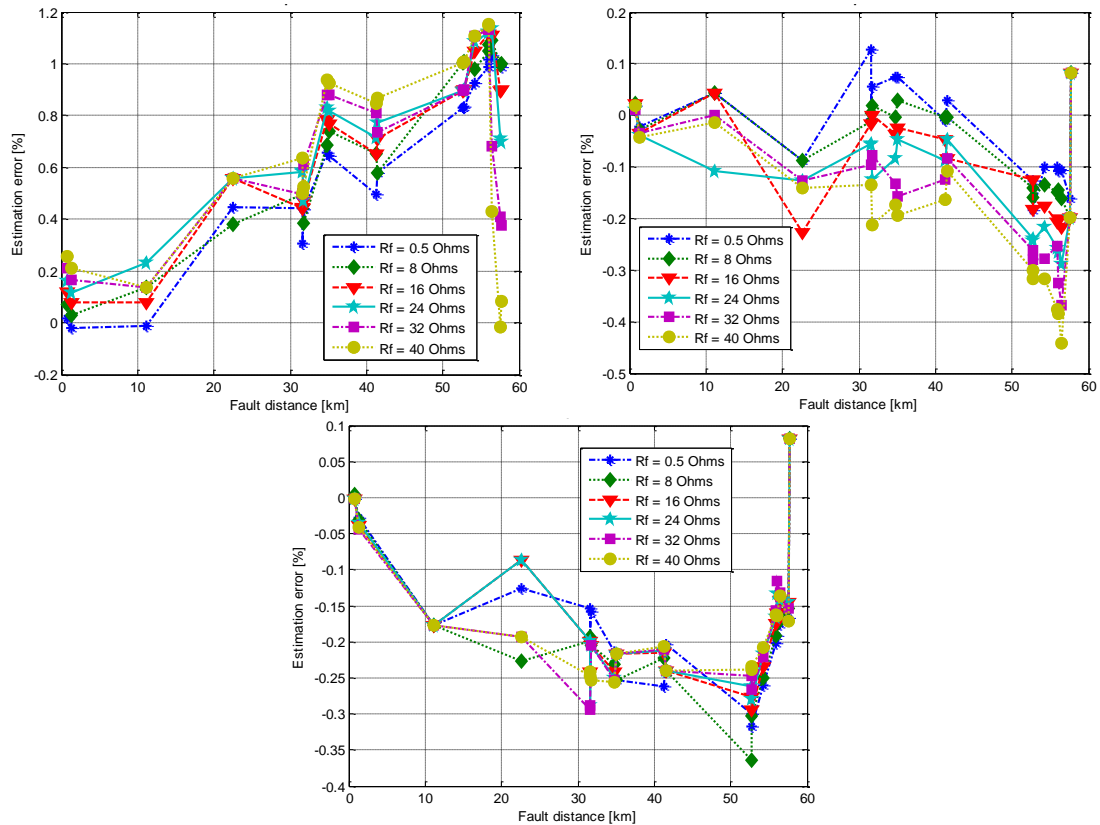 1.2
1
0.8
0.6
0.4
0.2
0
-0.2
Estimation error [%]
Rf = 0.5 Ohms
Rf = 8 Ohms
Rf = 16 Ohms
Rf = 24 Ohms
Rf = 32 Ohms
Rf = 40 Ohms
0 10 20 30 40 50 60
Fault distance [km]
0.2
0.1
0
-0.1
-0.2
-0.3
-0.4
-0.5
Estimation error [%]
Rf = 0.5 Ohms
Rf = 8 Ohms
Rf = 16 Ohms
Rf = 24 Ohms
Rf = 32 Ohms
Rf = 40 Ohms
0 10 20 30 40 50 60
Fault distance [km]
0.1
0.05
0
-0.05
-0.1
-0.15
-0.2
-0.25
-0.3
-0.35
-0.4
Estimation error [%]
Rf = 0.5 Ohms
Rf = 8 Ohms
Rf = 16 Ohms
Rf = 24 Ohms
Rf = 32 Ohms
Rf = 40 Ohms
0 10 20 30 40 50 60
Fault distance [km]